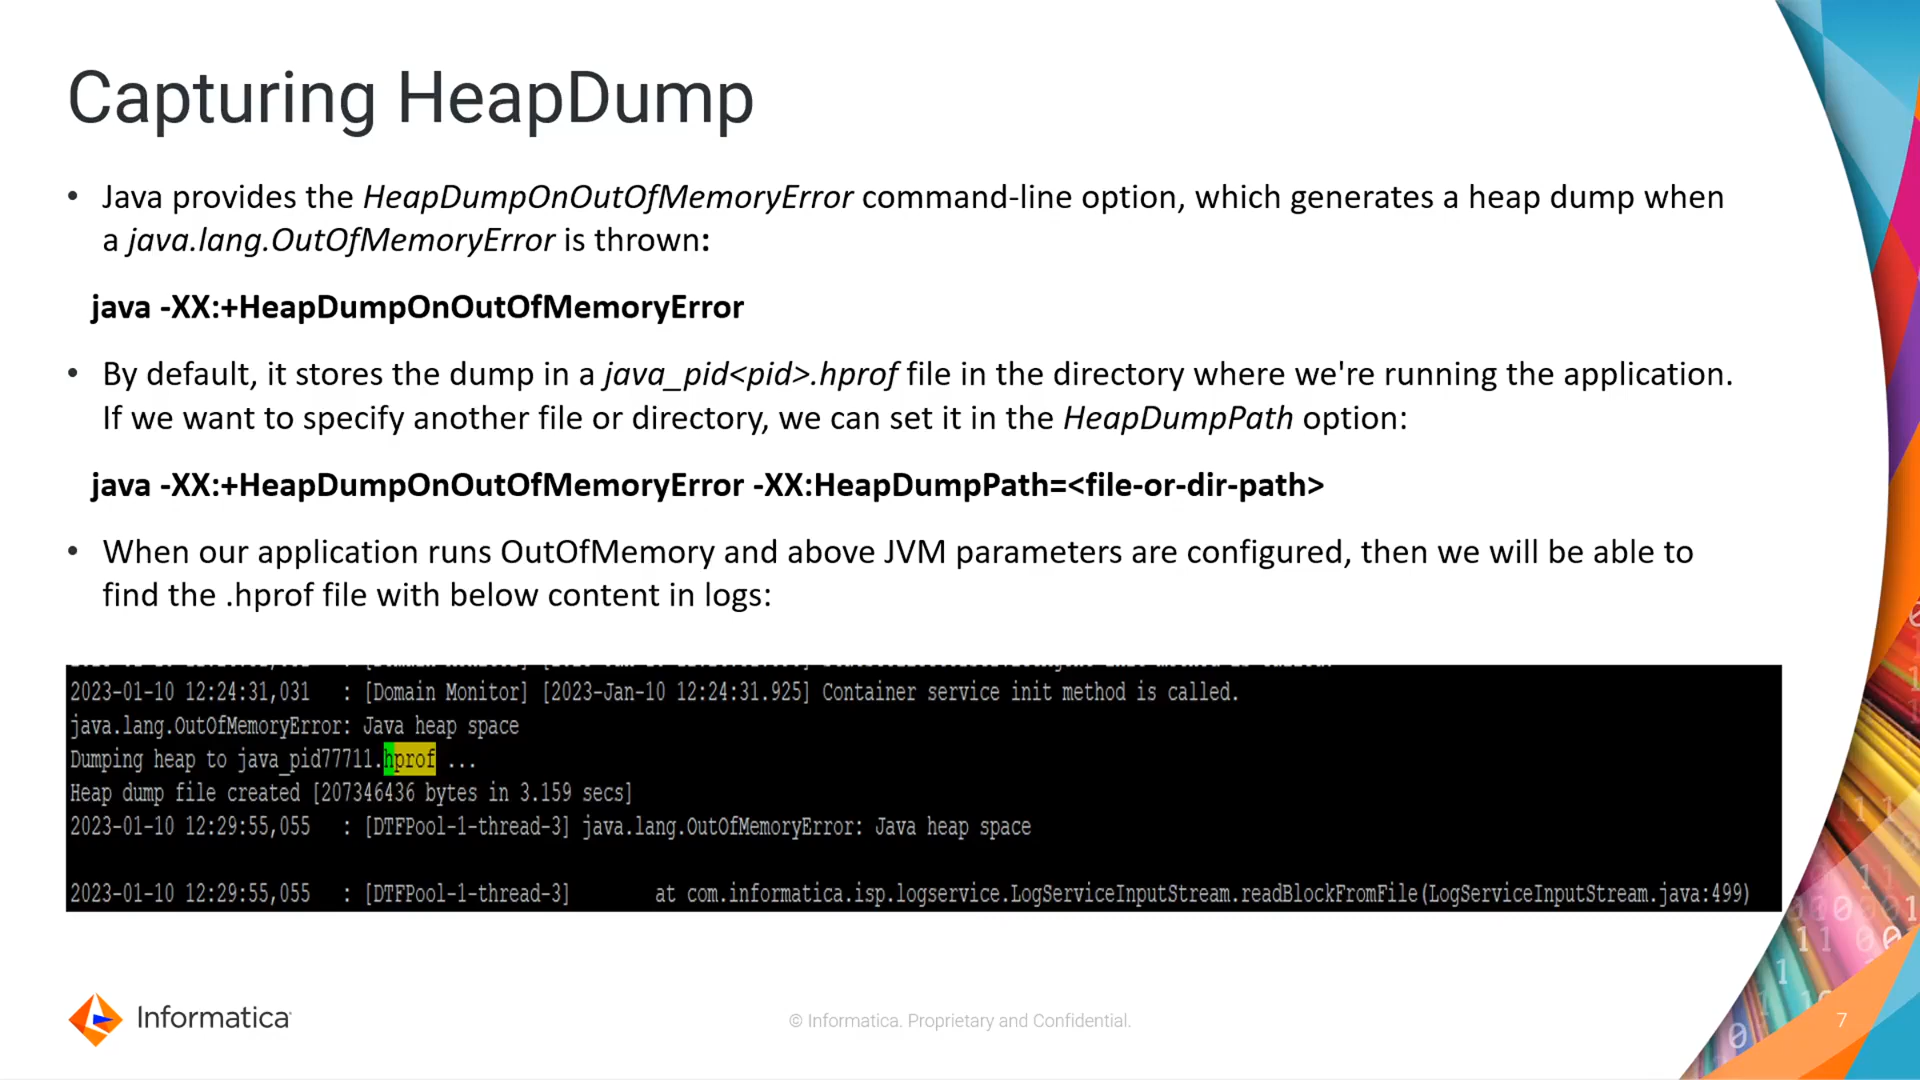 Capturing HeapDump
• Java provides the HeapDumpOnOutOfMemoryError command-line option, which generates a heap dump when
a java.lang.OutOfMemoryError is thrown:
java -XX:+HeapDumpOnOutOfMemoryError
• By default, it stores the dump in a java_pid<pid>.hprof file in the directory where we're running the application.
If we want to specify another file or directory, we can set it in the HeapDumpPath option:
java -XX:+HeapDumpOnOutOfMemoryError -XX:HeapDumpPath=<file-or-dir-path>
• When our application runs OutOfMemory and above JVM parameters are configured, then we will be able to
find the .hprof file with below content in logs:
2023-01-10 12:24:31,031 : [Domain Monitor] [2023-Jan-10 12:24:31.925] Container service init method is called.
java.lang.OutOfMemoryError: Java heap space
Dumping heap to java_pid77711.hprof ...
Heap dump file created [207346436 bytes in 3.159 secs]
2023-01-10 12:29:55,055 : [DTFPool-1-thread-3] java.lang.OutOfMemoryError: Java heap space
2023-01-10 12:29:55,055 : [DTFPool-1-thread-3] at com.informatica.isp.logservice.LogServiceInputStream.readBlockFromFile(LogServiceInputStream.java:499)
Informatica
© Informatica. Proprietary and Confidential.
7